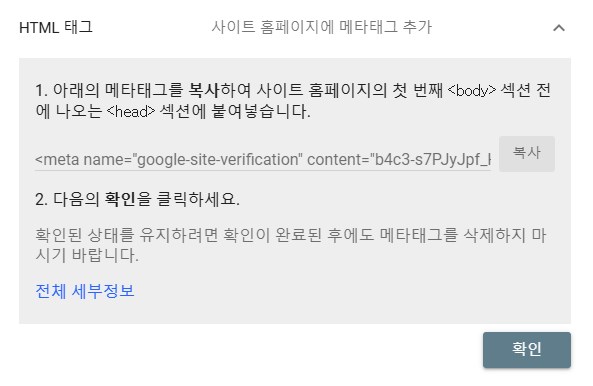 HTML 태그 사이트 홈페이지에 메타태그 추가
1. 아래의 메타태그를 복사하여 사이트 홈페이지의 첫 번째 <body> 섹션 전
에 나오는 <head> 섹션에 붙여넣습니다.
<meta name="google-site-verification" content="b4c3-s7PJyJpf_ 복사
2. 다음의 확인을 클릭하세요.
확인된 상태를 유지하려면 확인이 완료된 후에도 메타태그를 삭제하지 마
시기 바랍니다.
전체 세부정보
확인